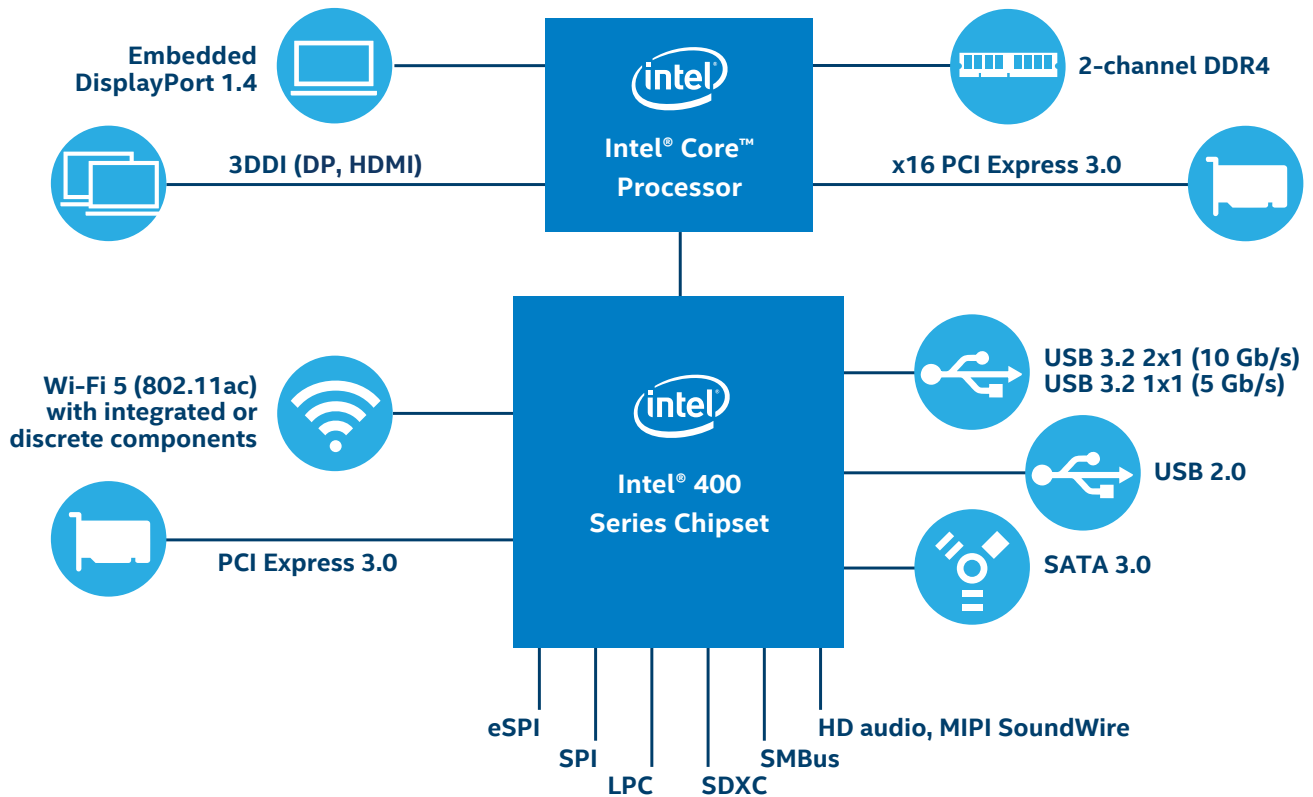 Embedded
DisplayPort 1.4
intel®
Intel® Core™
Processor
2-channel DDR4
3DDI (DP, HDMI)
x16 PCI Express 3.0
Wi-Fi 5 (802.11ac)
with integrated or
discrete components
intel®
Intel® 400
Series Chipset
USB 3.2 2x1 (10 Gb/s)
USB 3.2 1x1 (5 Gb/s)
USB 2.0
PCI Express 3.0
SATA 3.0
eSPI
SPI
LPC
SDXC
SMBus
HD audio, MIPI SoundWire